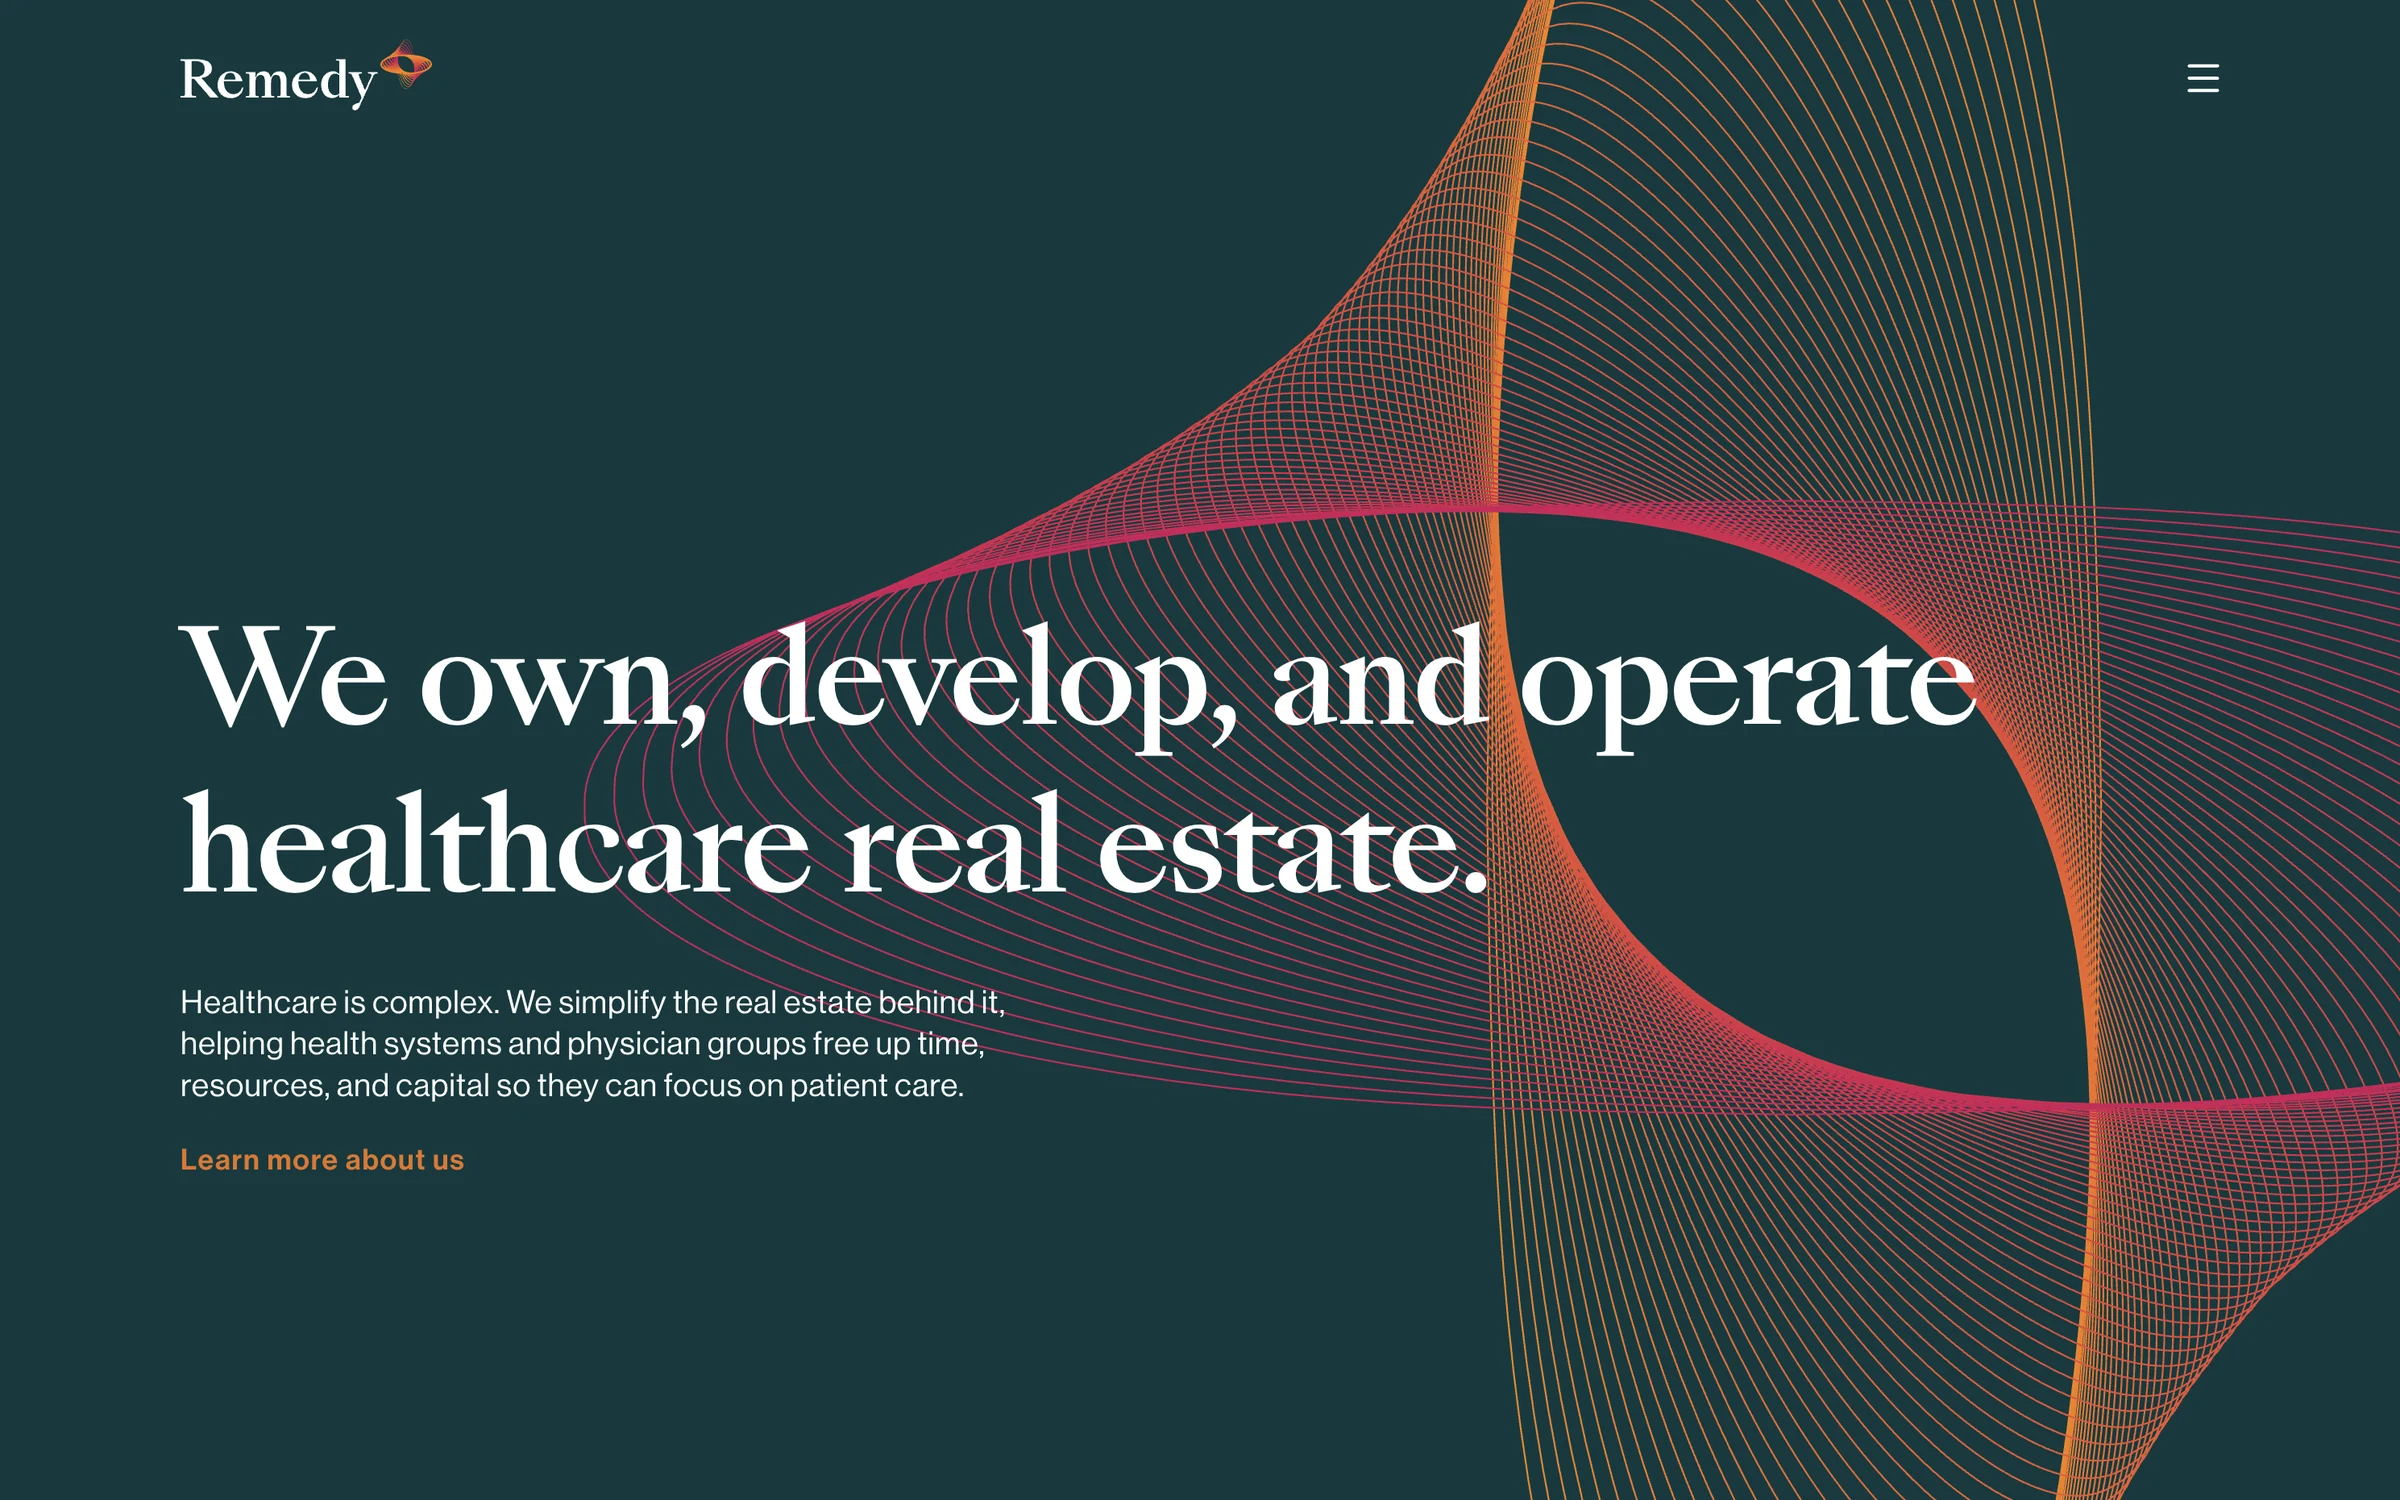 Remedy
We own, develop, and operate
healthcare real estate.
Healthcare is complex. We simplify the real estate behind it,
helping health systems and physician groups free up time,
resources, and capital so they can focus on patient care.
Learn more about us